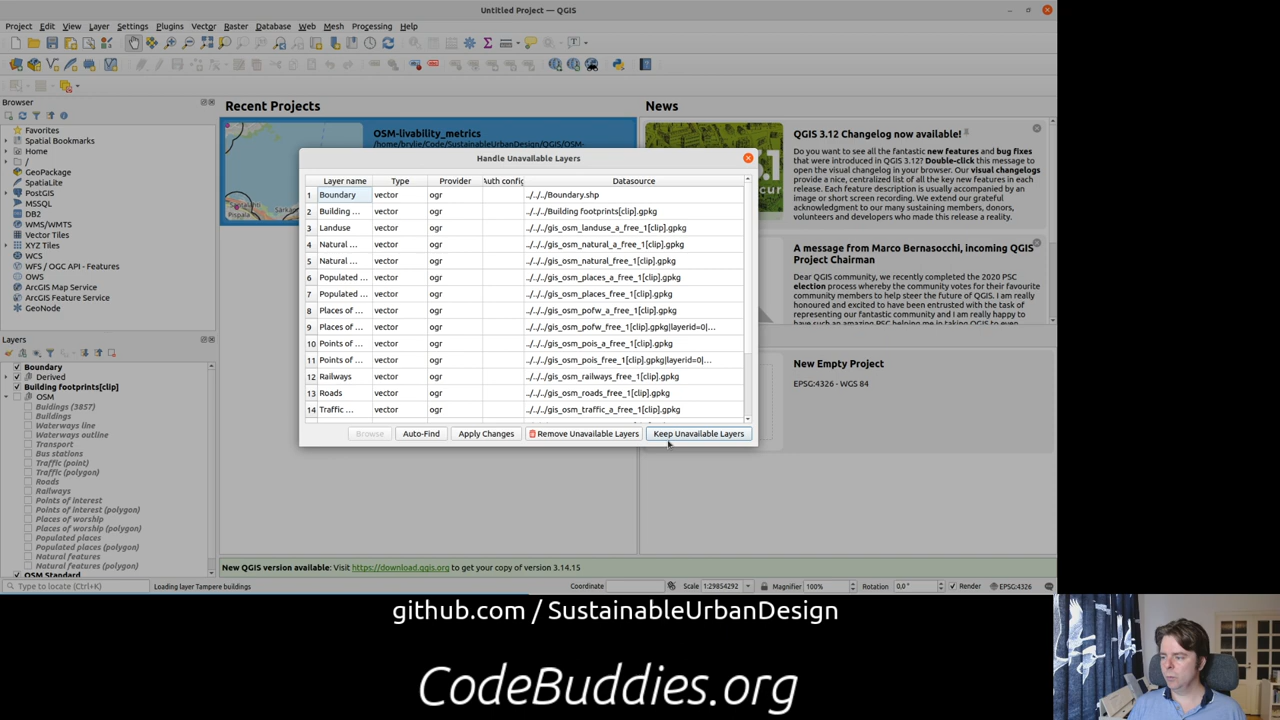 Untitled Project — QGIS
Project Edit View Layer Settings Plugins Vector Raster Database Web Mesh Processing Help
Browser
Favorites
Spatial Bookmarks
Home
/
GeoPackage
SpatiaLite
PostGIS
MSSQL
DB2
WMS/WMTS
Vector Tiles
XYZ Tiles
WCS
WFS / OGC API - Features
OWS
ArcGIS Map Service
ArcGIS Feature Service
GeoNode
Layers
Boundary
Derived
Building footprints[clip]
OSM
Buldings (3857)
Buildings
Waterways line
Waterways outline
Transport
Bus stations
Traffic (point)
Traffic (polygon)
Roads
Railways
Points of interest
Points of interest (polygon)
Places of worship
Places of worship (polygon)
Populated places
Populated places (polygon)
Natural features
Natural features (polygon)
OSM Standard
Recent Projects
OSM-livability_metrics
/home/brylie/Code/SustainableUrbanDesign/QGIS/OSM-
Handle Unavailable Layers
Layer name Type Provider Auth config Datasource
1 Boundary vector ogr ../../../Boundary.shp
2 Building ... vector ogr ../../../Building footprints[clip].gpkg
3 Landuse vector ogr ../../../gis_osm_landuse_a_free_1[clip].gpkg
4 Natural ... vector ogr ../../../gis_osm_natural_a_free_1[clip].gpkg
5 Natural ... vector ogr ../../../gis_osm_natural_free_1[clip].gpkg
6 Populated ... vector ogr ../../../gis_osm_places_a_free_1[clip].gpkg
7 Populated ... vector ogr ../../../gis_osm_places_free_1[clip].gpkg
8 Places of ... vector ogr ../../../gis_osm_pofw_a_free_1[clip].gpkg
9 Places of ... vector ogr ../../../gis_osm_pofw_free_1[clip].gpkg|layerid=0|...
10 Points of ... vector ogr ../../../gis_osm_pois_a_free_1[clip].gpkg
11 Points of ... vector ogr ../../../gis_osm_pois_free_1[clip].gpkg|layerid=0|...
12 Railways vector ogr ../../../gis_osm_railways_free_1[clip].gpkg
13 Roads vector ogr ../../../gis_osm_roads_free_1[clip].gpkg
14 Traffic ... vector ogr ../../../gis_osm_traffic_a_free_1[clip].gpkg
Browse Auto-Find Apply Changes Remove Unavailable Layers Keep Unavailable Layers
News
QGIS 3.12 Changelog now available!
Do you want to see all the fantastic new features and bug fixes
that were introduced in QGIS 3.12? Double-click this message to
open the changelog in your browser. Our visual changelogs
provide a nice, centralized list of all the key new features in
each release. Each feature description is usually accompanied by
an image or short screen recording. We extend grateful
acknowledgment to our many sustaining members, donors,
volunteers and developers who made this release a reality.
A message from Marco Bernasocchi, incoming QGIS
Project Chairman
Dear QGIS community, we recently completed the 2020 PSC
election process whereby the community votes for their favourite
community members to help steer the future of QGIS. I am really
honoured and excited to have been entrusted with the task of
representing our fantastic community and I am really happy to
New Empty Project
EPSG:4326 - WGS 84
New QGIS version available: Visit https://download.qgis.org to get your copy of version 3.14.15
Type to locate (Ctrl+K) Loading layer Tampere buildings Coordinate Scale 1:29854292 Magnifier 100% Rotation 0,0 ° Render EPSG:4326
github.com / SustainableUrbanDesign
CodeBuddies.org